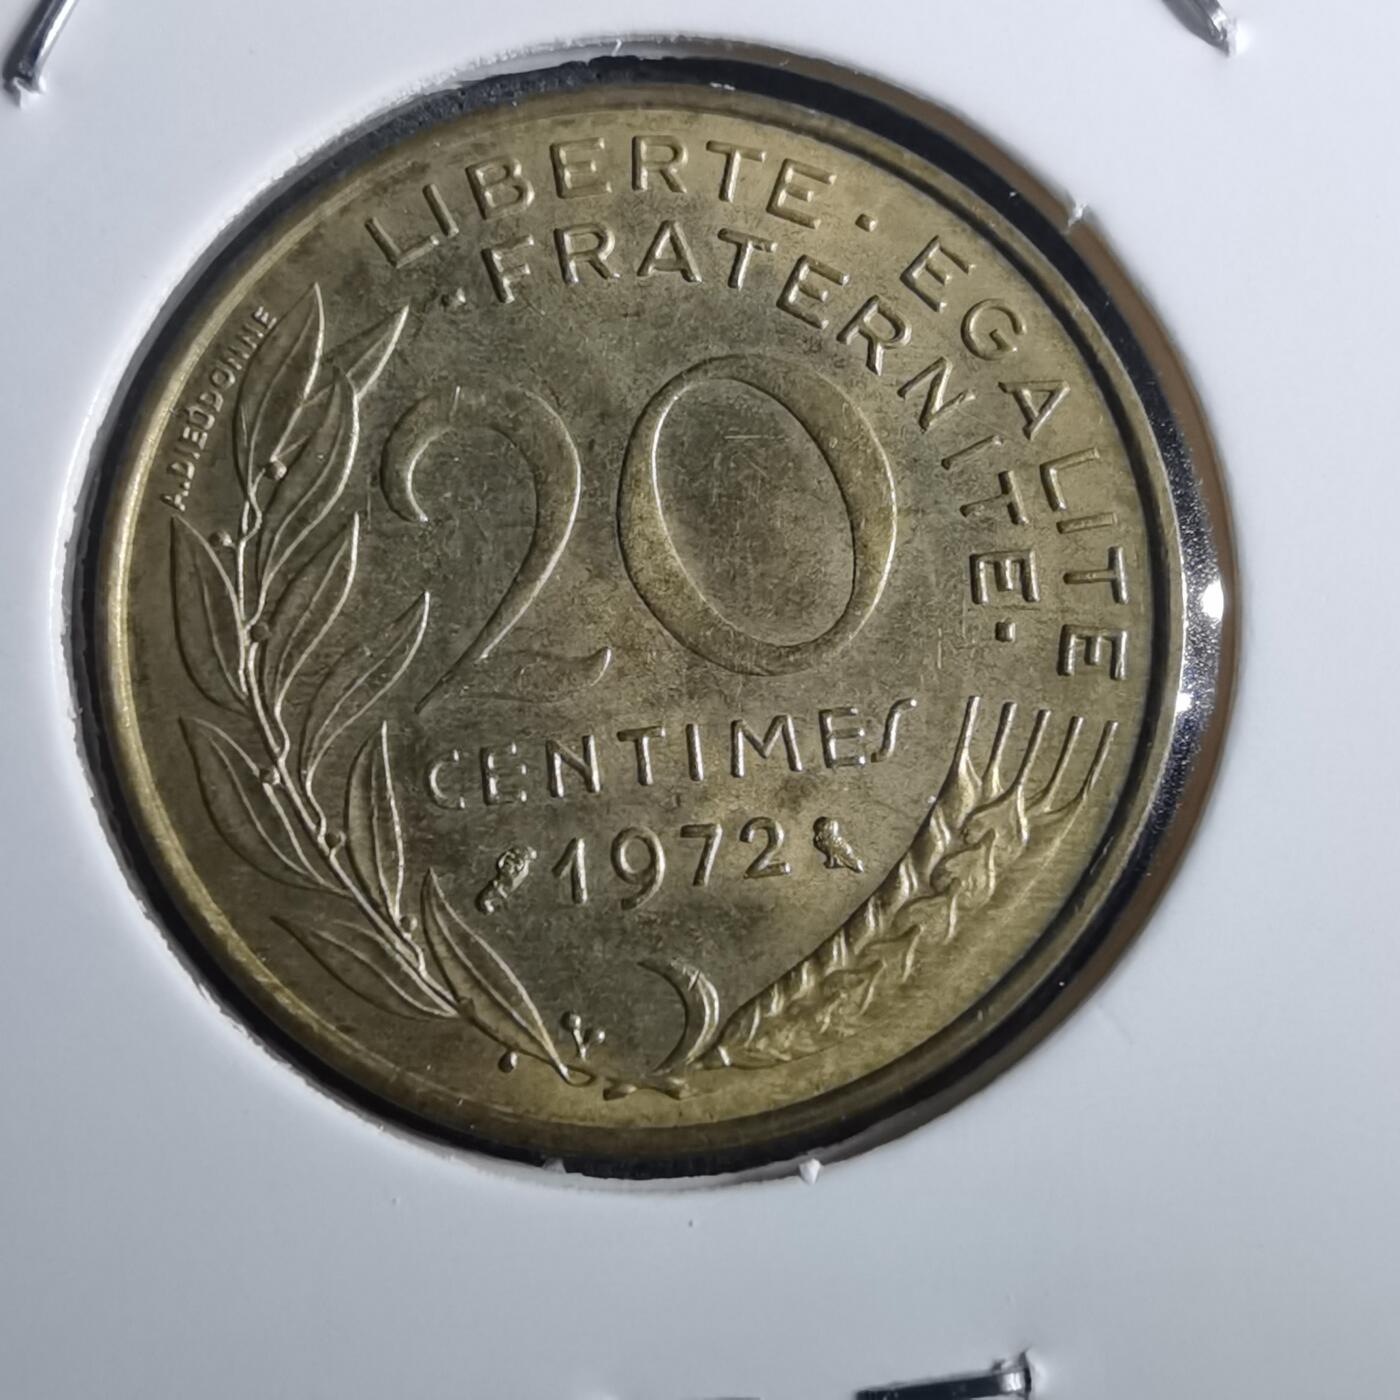 LIBERTE · EGALITE
· FRATERNITE ·
A.DIEUDONNE
20
CENTIMES
1972